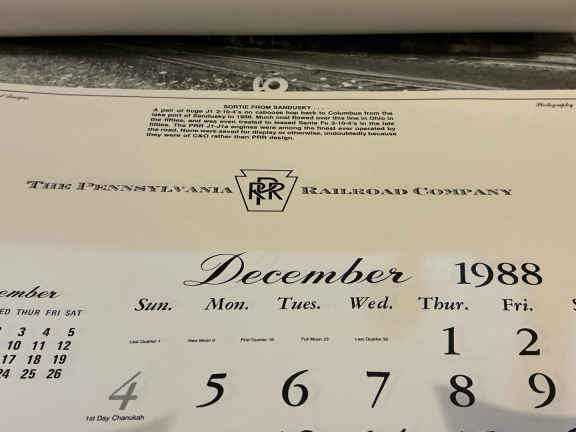 Designs
Photography
SORTIE FROM SANDUSKY . . .
A pair of huge J1 2-10-4's on caboose hop back to Columbus from the
lake port of Sandusky in 1956. Much coal flowed over this line in Ohio in
the fifties, and was even treated to leased Santa Fe 2-10-4's in the late
fifties. The PRR J1-J1a engines were among the finest ever operated by
the road. None were saved for display or otherwise, undoubtedly because
they were of C&O rather than PRR design.
THE PENNSYLVANIA PRR RAILROAD COMPANY
December 1988
ember
ED THUR FRI SAT
3 4 5
10 11 12
17 18 19
24 25 26
Sun. Mon. Tues. Wed. Thur. Fri. S
Last Quarter 1 New Moon 9 First Quarter 16 Full Moon 23 Last Quarter 30 1 2
4 5 6 7 8 9
1st Day Chanukah